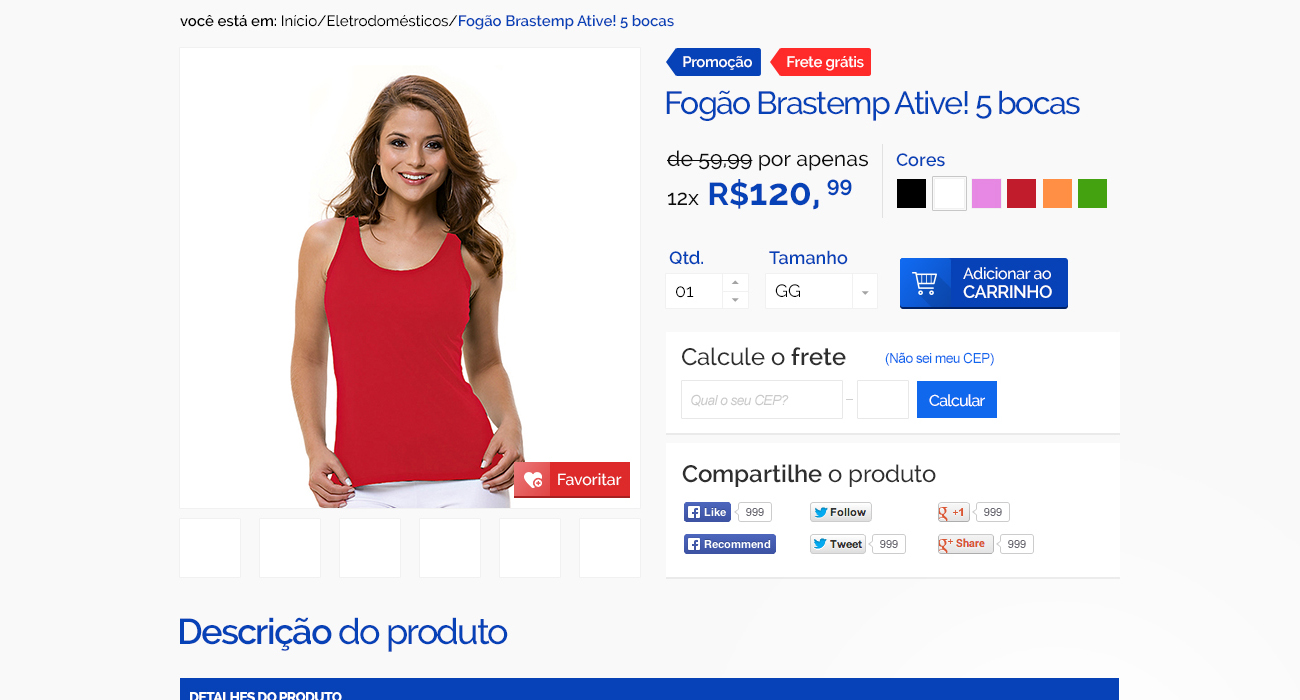 você está em: Início/Eletrodomésticos/Fogão Brastemp Ative! 5 bocas
Promoção
Frete grátis
Fogão Brastemp Ative! 5 bocas
de 59,99 por apenas
12x R$120,99
Cores
Qtd.
Tamanho
01
GG
Adicionar ao
CARRINHO
Calcule o frete
(Não sei meu CEP)
Qual o seu CEP?
–
Calcular
Favoritar
Compartilhe o produto
Like 999
Follow
+1 999
Recommend
Tweet 999
Share 999
Descrição do produto
DETALHES DO PRODUTO